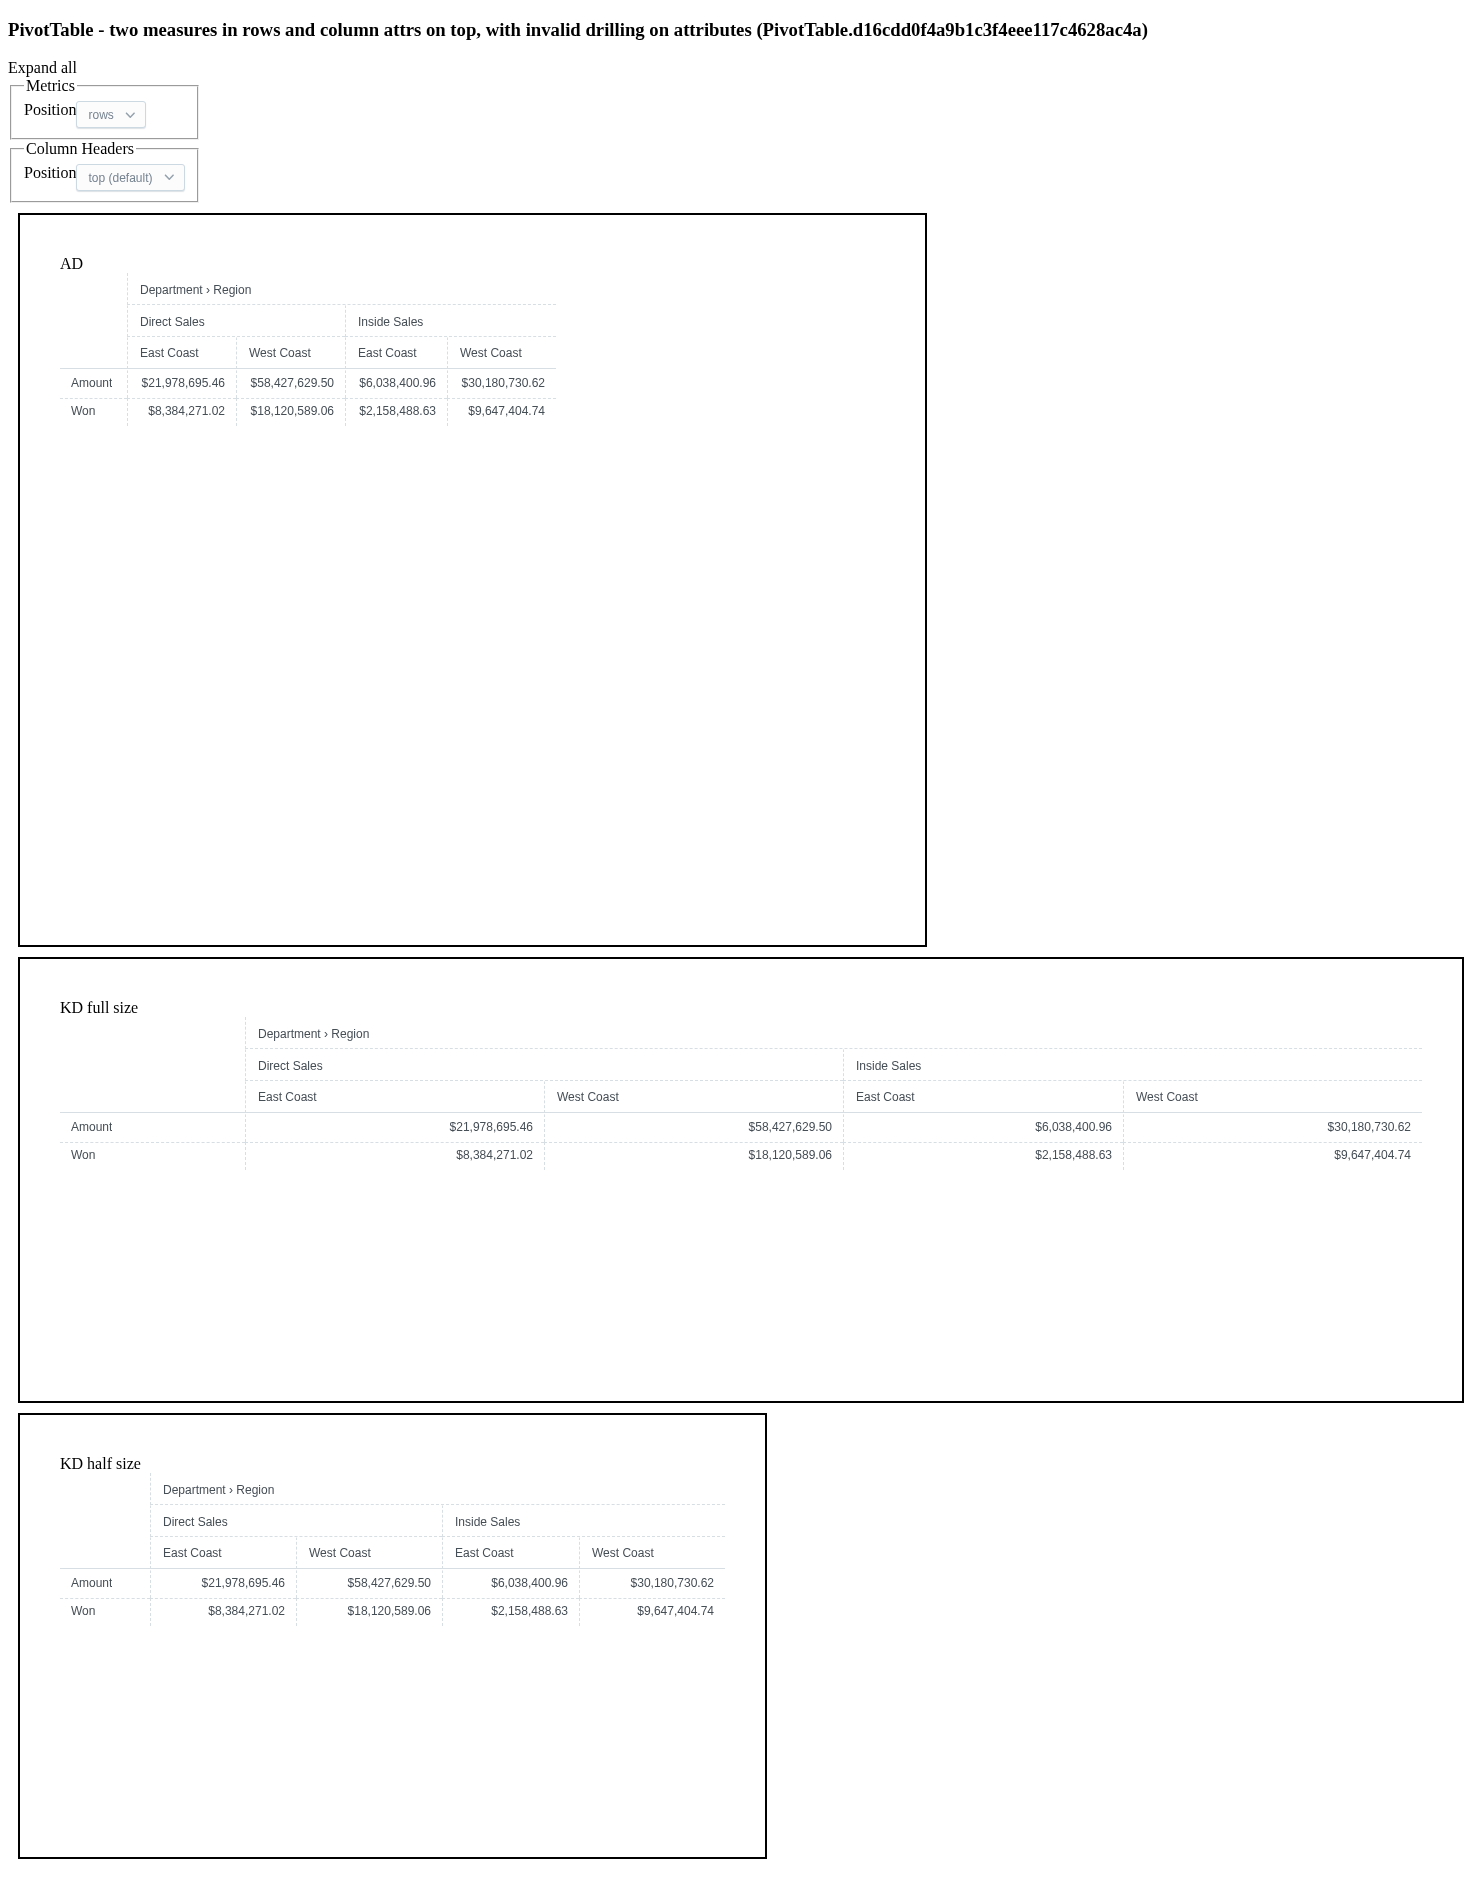 PivotTable - two measures in rows and column attrs on top, with invalid drilling on attributes (PivotTable.d16cdd0f4a9b1c3f4eee117c4628ac4a)
Expand all
Metrics
Position rows
Column Headers
Position top (default)
AD
Department › Region
Direct Sales Inside Sales
East Coast West Coast East Coast West Coast
Amount $21,978,695.46 $58,427,629.50 $6,038,400.96 $30,180,730.62
Won $8,384,271.02 $18,120,589.06 $2,158,488.63 $9,647,404.74
KD full size
Department › Region
Direct Sales Inside Sales
East Coast West Coast East Coast West Coast
Amount $21,978,695.46 $58,427,629.50 $6,038,400.96 $30,180,730.62
Won $8,384,271.02 $18,120,589.06 $2,158,488.63 $9,647,404.74
KD half size
Department › Region
Direct Sales Inside Sales
East Coast West Coast East Coast West Coast
Amount $21,978,695.46 $58,427,629.50 $6,038,400.96 $30,180,730.62
Won $8,384,271.02 $18,120,589.06 $2,158,488.63 $9,647,404.74